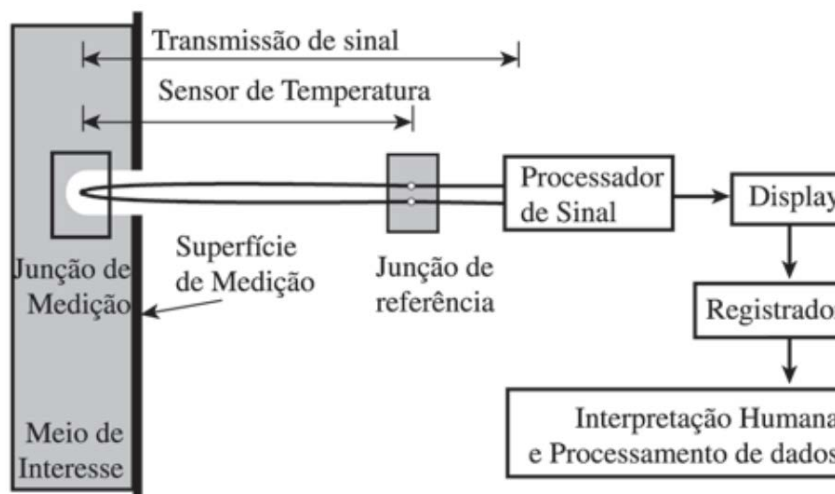 Transmissão de sinal
Sensor de Temperatura
Processador
de Sinal
Display
Junção de
Medição
Superfície
de Medição
Junção de
referência
Registrador
Meio de
Interesse
Interpretação Humana
e Processamento de dados